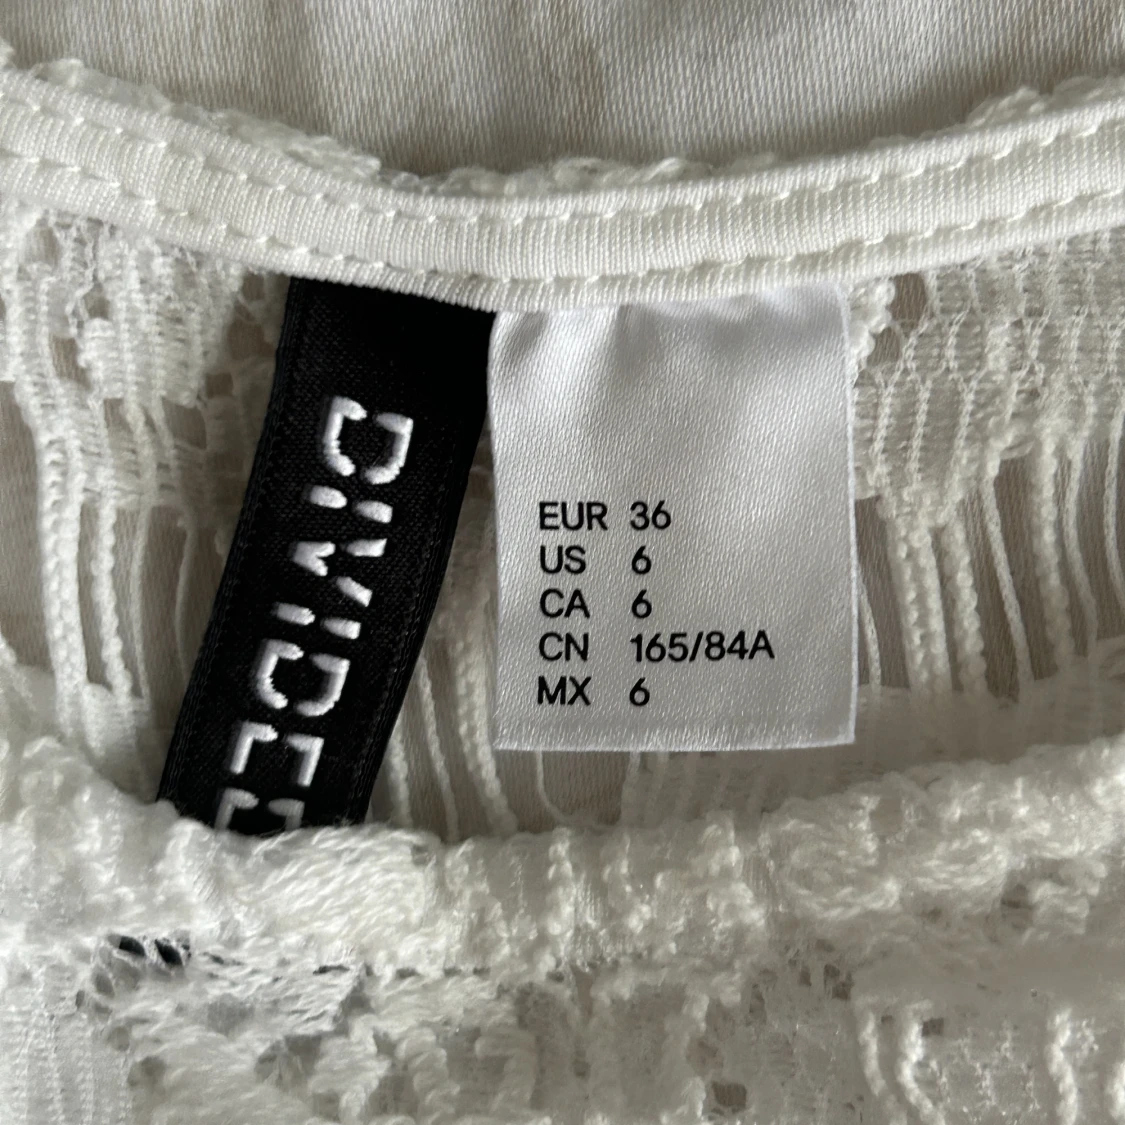 DIVIDED
EUR 36
US 6
CA 6
CN 165/84A
MX 6